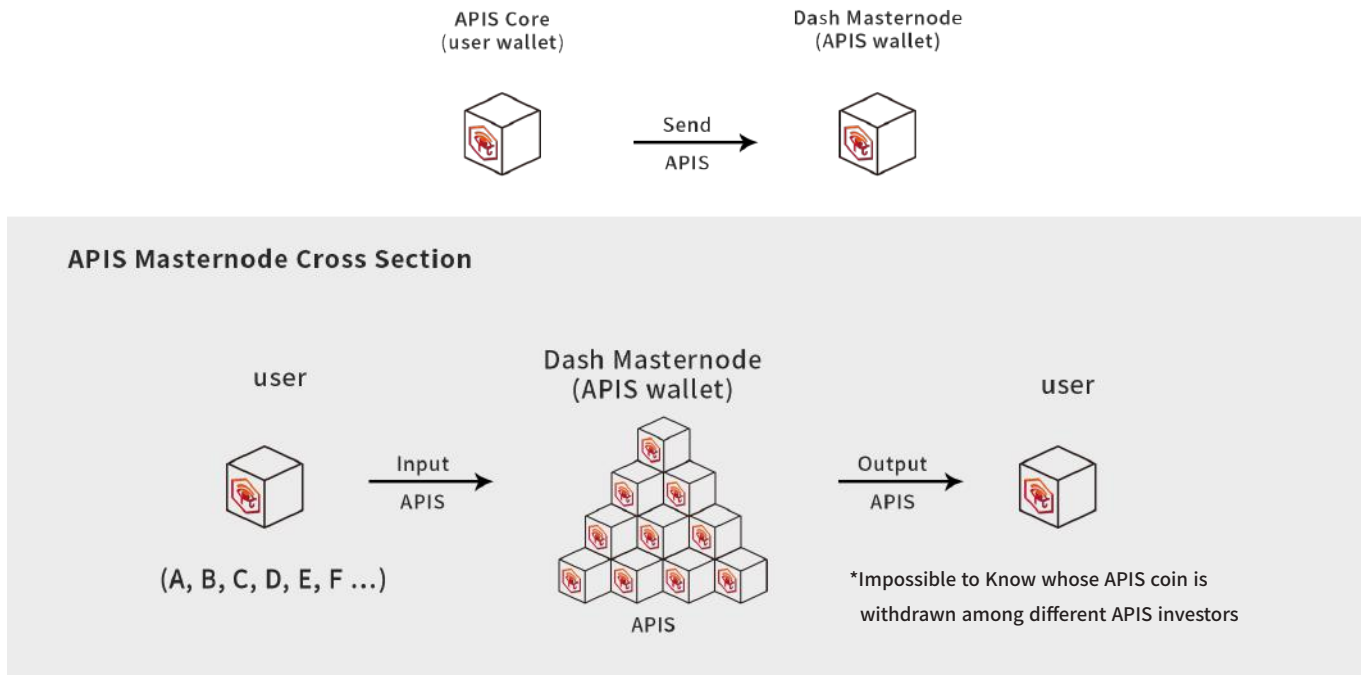 APIS Core
(user wallet)
Dash Masternode
(APIS wallet)
Send
APIS
APIS Masternode Cross Section
user
Dash Masternode
(APIS wallet)
user
Input
APIS
Output
APIS
(A, B, C, D, E, F ...)
APIS
*Impossible to Know whose APIS coin is
withdrawn among different APIS investors